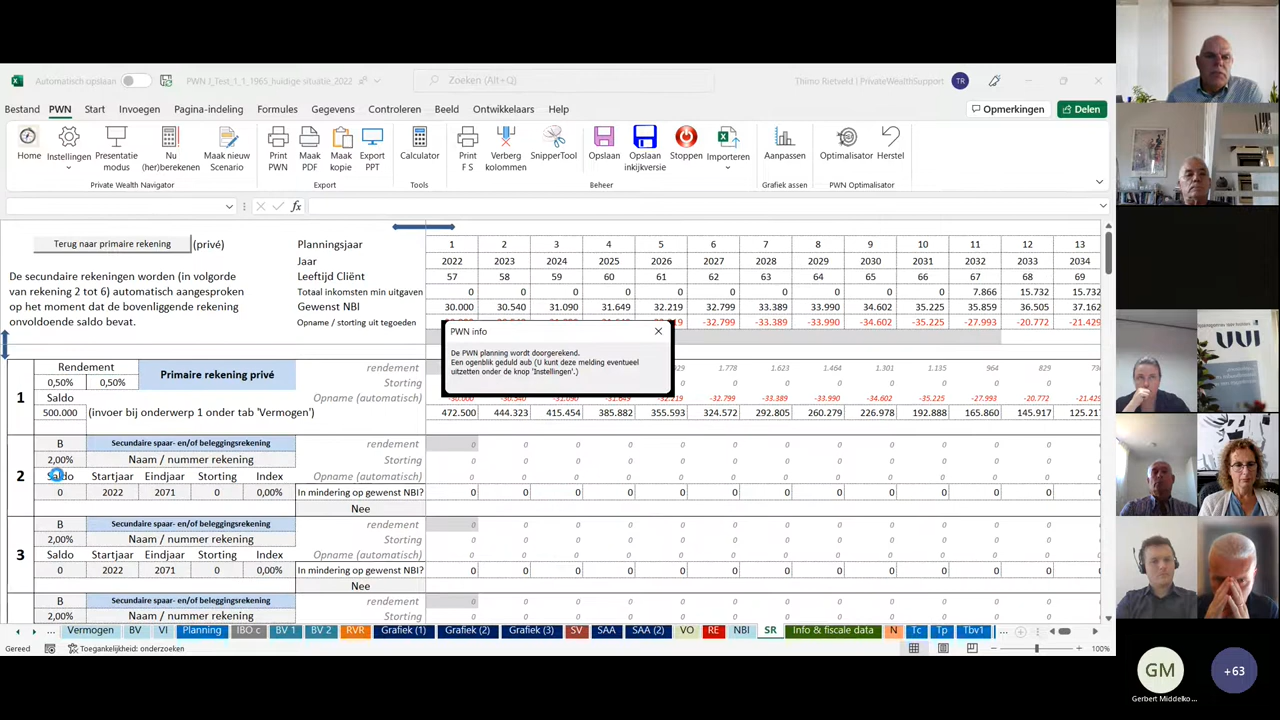 Automatisch opslaan
PWN J_Test_1_1_1965_huidige situatie_2022
Zoeken (Alt+Q)
Thimo Rietveld | PrivateWealthSupport
TR
Bestand PWN Start Invoegen Pagina-indeling Formules Gegevens Controleren Beeld Ontwikkelaars Help
Opmerkingen Delen
Home Instellingen Presentatie modus Nu (her)berekenen Maak nieuw Scenario Print PWN Maak PDF Maak kopie Export PPT Calculator Print F S Verberg kolommen SnipperTool Opslaan Opslaan inkijkversie Stoppen Importeren Aanpassen Optimalisator Herstel
Private Wealth Navigator Export Tools Beheer Grafiek assen PWN Optimalisator
fx
Terug naar primaire rekening (privé)
De secundaire rekeningen worden (in volgorde
van rekening 2 tot 6) automatisch aangesproken
op het moment dat de bovenliggende rekening
onvoldoende saldo bevat.
Planningsjaar 1 2 3 4 5 6 7 8 9 10 11 12 13
Jaar 2022 2023 2024 2025 2026 2027 2028 2029 2030 2031 2032 2033 2034
Leeftijd Cliënt 57 58 59 60 61 62 63 64 65 66 67 68 69
Totaal inkomsten min uitgaven 0 0 0 0 0 0 0 0 0 0 7.866 15.732 15.732
Gewenst NBI 30.000 30.540 31.090 31.649 32.219 32.799 33.389 33.990 34.602 35.225 35.859 36.505 37.162
Opname / storting uit tegoeden -32.799 -33.389 -33.990 -34.602 -35.225 -27.993 -20.772 -21.429
PWN info
De PWN planning wordt doorgerekend.
Een ogenblik geduld aub (U kunt deze melding eventueel
uitzetten onder de knop 'Instellingen'.)
1
Rendement
0,50% 0,50%
Primaire rekening privé
Saldo
500.000 (invoer bij onderwerp 1 onder tab 'Vermogen')
rendement 1.778 1.623 1.464 1.301 1.135 964 829
Storting 0 0 0 0 0 0 0
Opname (automatisch) -32.799 -33.389 -33.990 -34.602 -35.225 -27.993 -20.772 -21.429
472.500 444.323 415.454 385.882 355.593 324.572 292.805 260.279 226.978 192.888 165.860 145.917 125.217
2
B Secundaire spaar- en/of beleggingsrekening rendement 0 0 0 0 0 0 0 0 0 0 0 0 0
2,00% Naam / nummer rekening Storting 0 0 0 0 0 0 0 0 0 0 0 0 0
Saldo Startjaar Eindjaar Storting Index Opname (automatisch) 0 0 0 0 0 0 0 0 0 0 0 0 0
0 2022 2071 0 0,00% In mindering op gewenst NBI? 0 0 0 0 0 0 0 0 0 0 0 0 0
Nee
3
B Secundaire spaar- en/of beleggingsrekening rendement 0 0 0 0 0 0 0 0 0 0 0 0 0
2,00% Naam / nummer rekening Storting 0 0 0 0 0 0 0 0 0 0 0 0 0
Saldo Startjaar Eindjaar Storting Index Opname (automatisch) 0 0 0 0 0 0 0 0 0 0 0 0 0
0 2022 2071 0 0,00% In mindering op gewenst NBI? 0 0 0 0 0 0 0 0 0 0 0 0 0
Nee
B Secundaire spaar- en/of beleggingsrekening rendement 0 0 0 0 0 0 0 0 0 0 0 0 0
2,00% Naam / nummer rekening Storting 0 0 0 0 0 0 0 0 0 0 0 0 0
... Vermogen BV VI Planning IBO c BV 1 BV 2 RVR Grafiek (1) Grafiek (2) Grafiek (3) SV SAA SAA (2) VO RE NBI SR Info & fiscale data N Tc Tp Tbv1 ...
Gereed Toegankelijkheid: onderzoeken 100%
GM
Gerbert Middelko...
+63